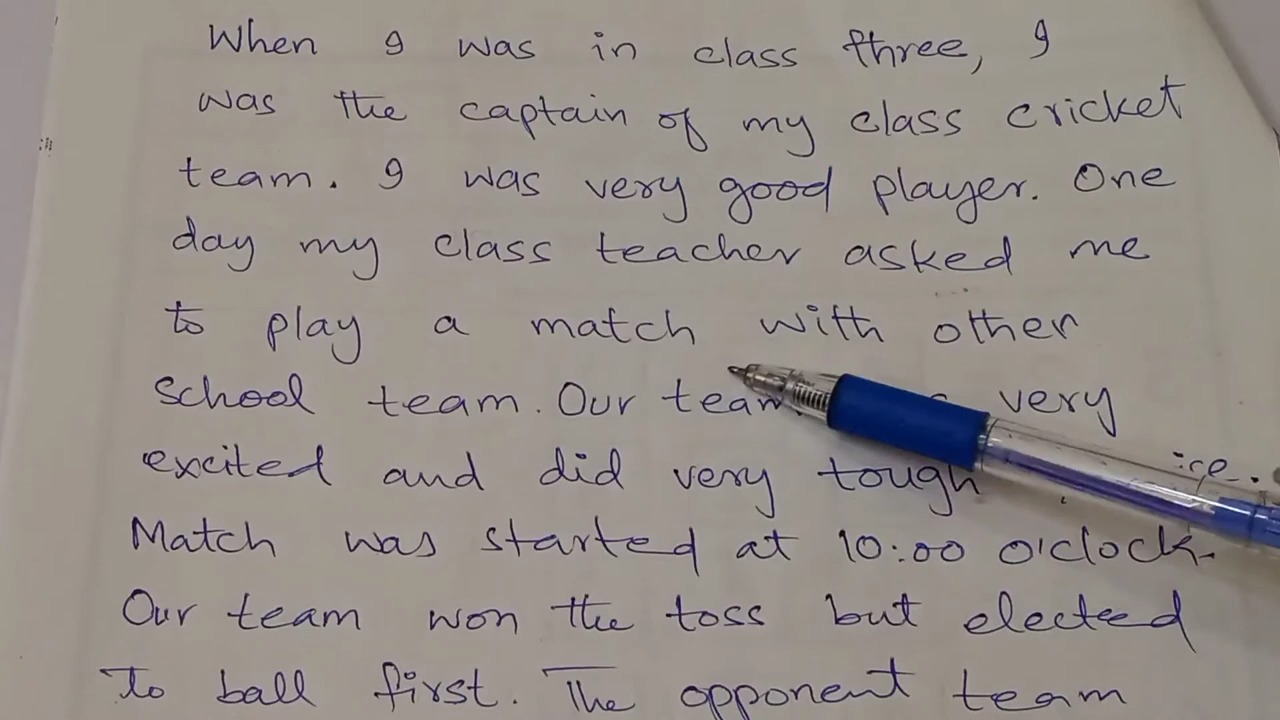 When I was in class three, I
was the captain of my class cricket
team. I was very good player. One
day my class teacher asked me
to play a match with other
school team. Our team very
excited and did very tough
Match was started at 10:00 o'clock.
Our team won the toss but elected
To ball first. The opponent team